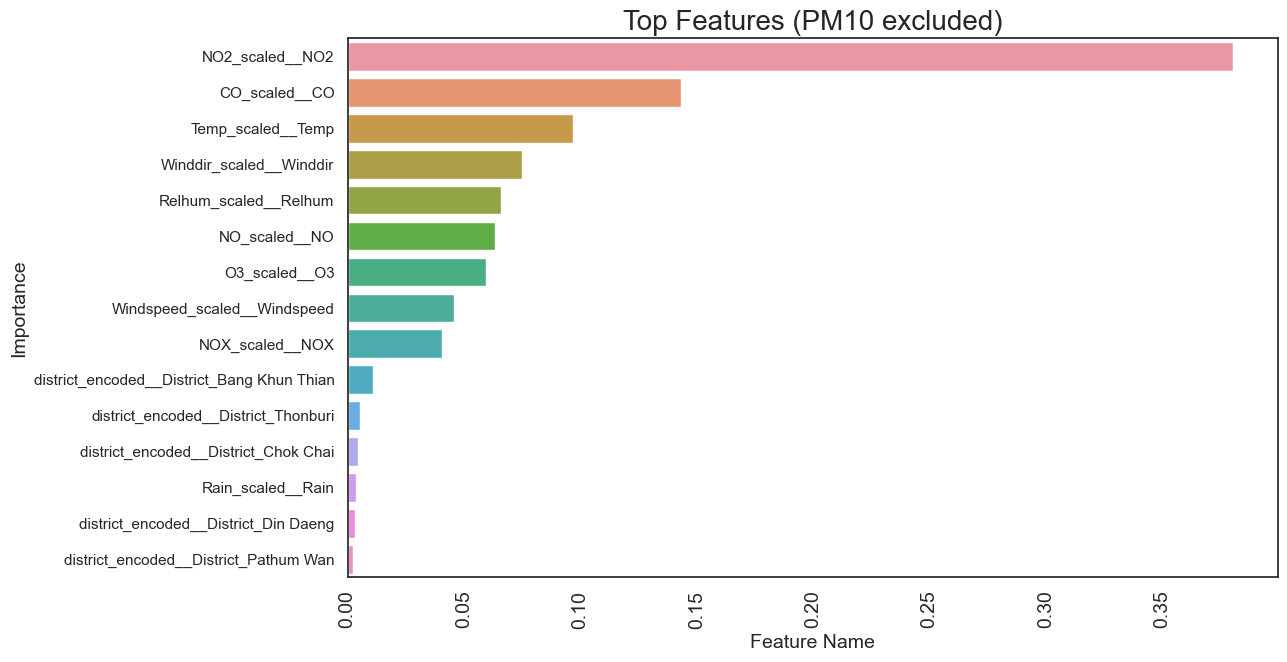 Top Features (PM10 excluded)
Importance
NO2_scaled__NO2
CO_scaled__CO
Temp_scaled__Temp
Winddir_scaled__Winddir
Relhum_scaled__Relhum
NO_scaled__NO
O3_scaled__O3
Windspeed_scaled__Windspeed
NOX_scaled__NOX
district_encoded__District_Bang Khun Thian
district_encoded__District_Thonburi
district_encoded__District_Chok Chai
Rain_scaled__Rain
district_encoded__District_Din Daeng
district_encoded__District_Pathum Wan
0.00
0.05
0.10
0.15
0.20
0.25
0.30
0.35
Feature Name